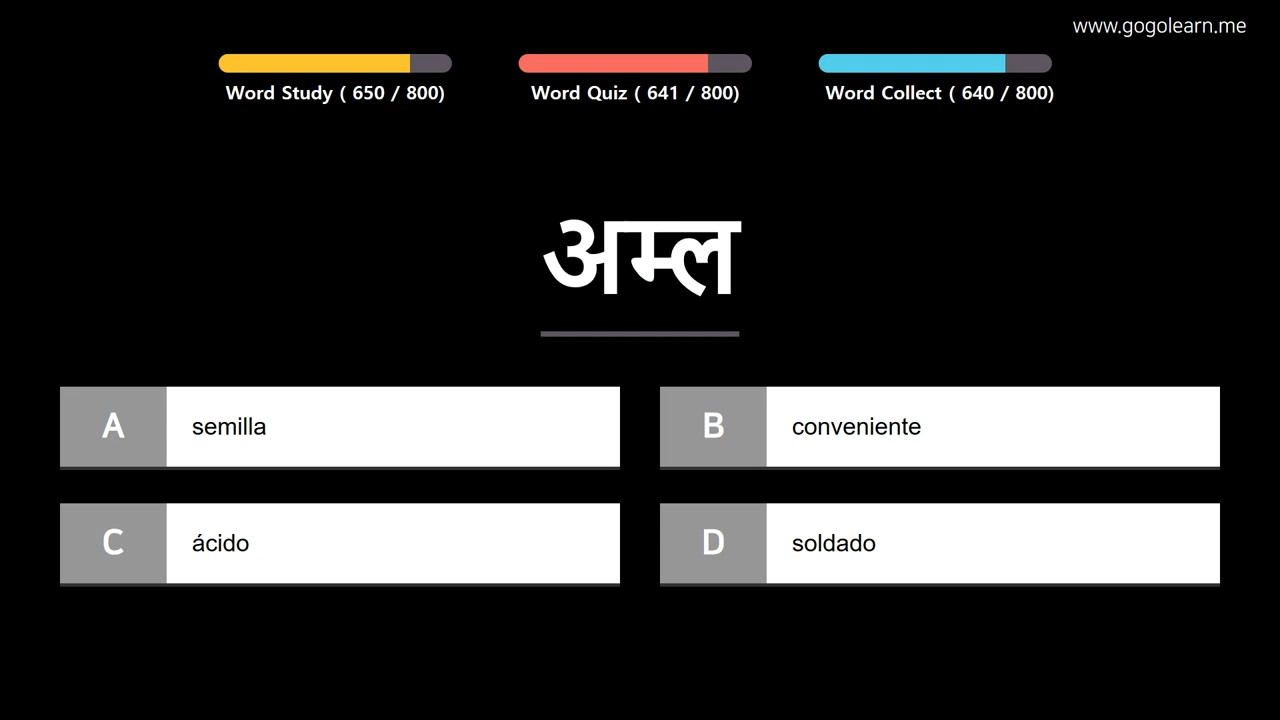 www.gogolearn.me
Word Study ( 650 / 800)
Word Quiz ( 641 / 800)
Word Collect ( 640 / 800)
अम्ल
A semilla
B conveniente
C ácido
D soldado